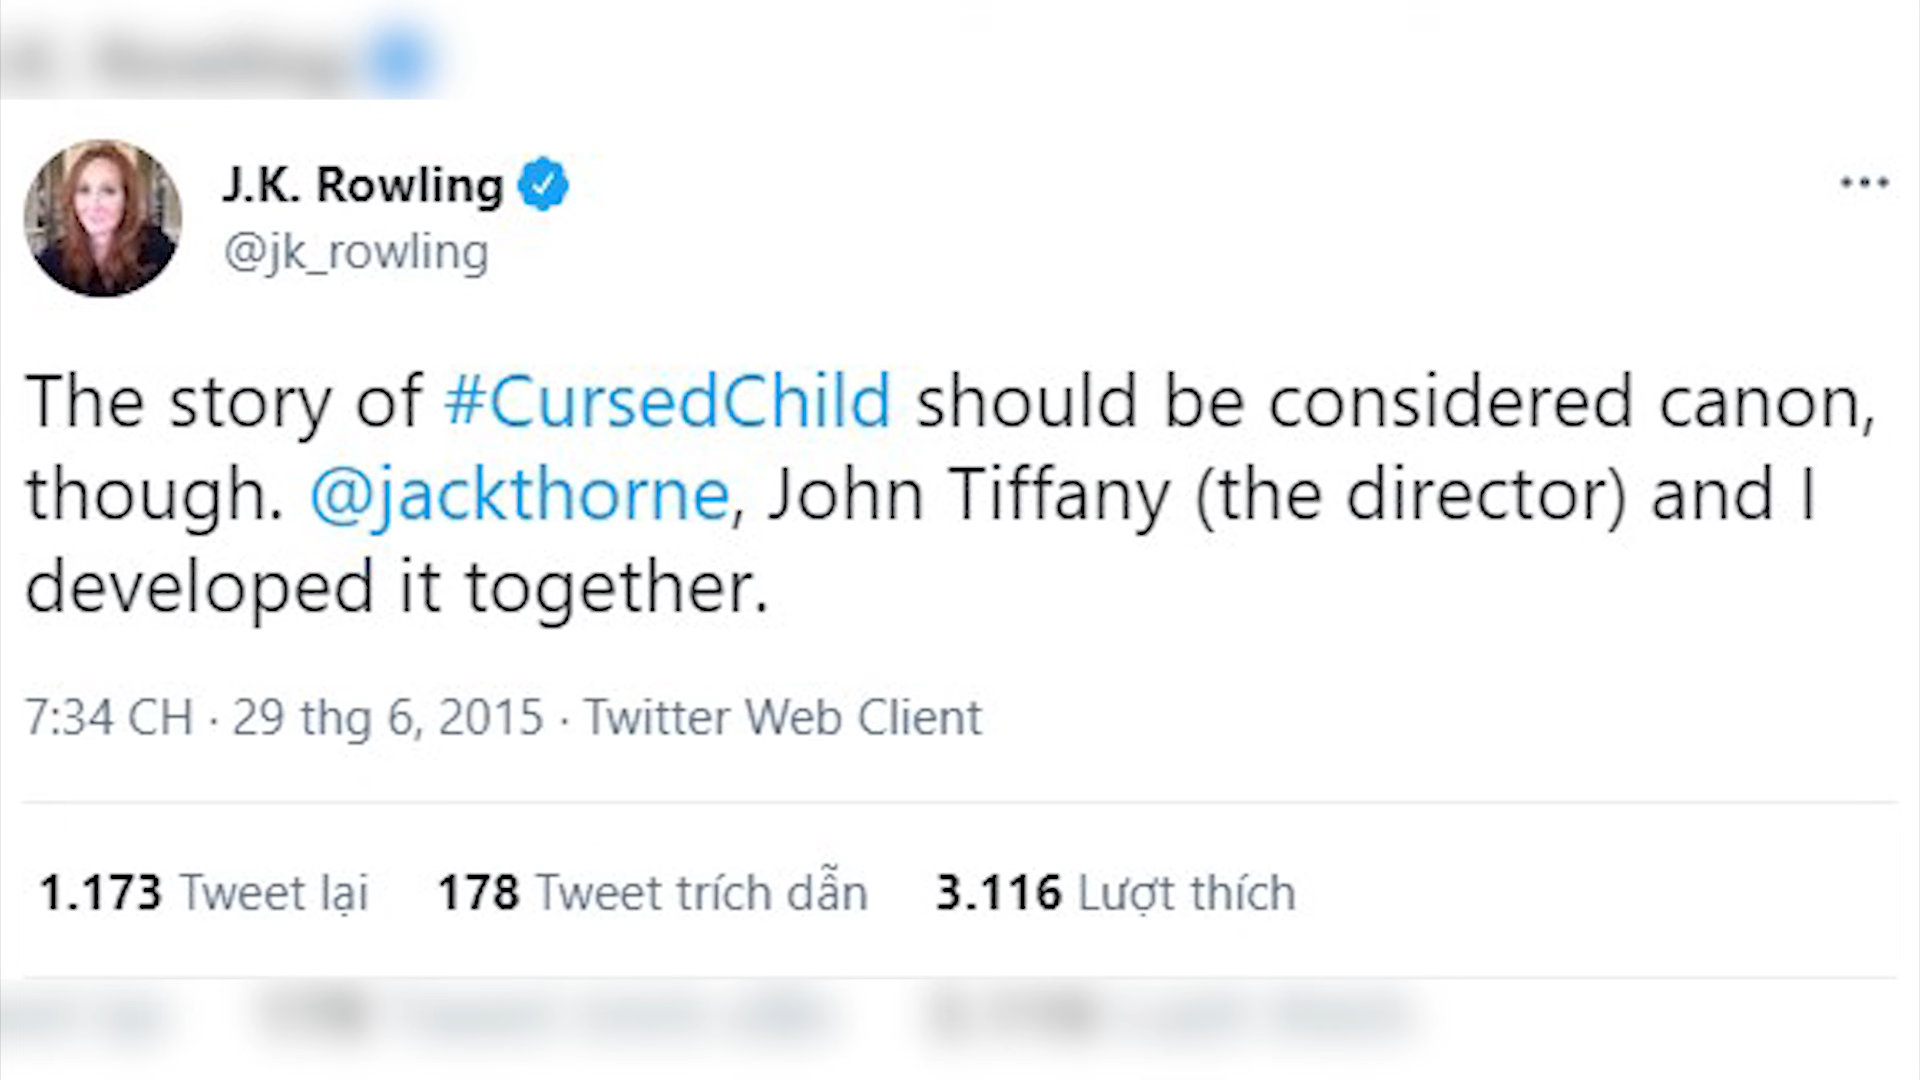 J.K. Rowling
@jk_rowling
The story of #CursedChild should be considered canon,
though. @jackthorne, John Tiffany (the director) and I
developed it together.
7:34 CH · 29 thg 6, 2015 · Twitter Web Client
1.173 Tweet lại 178 Tweet trích dẫn 3.116 Lượt thích